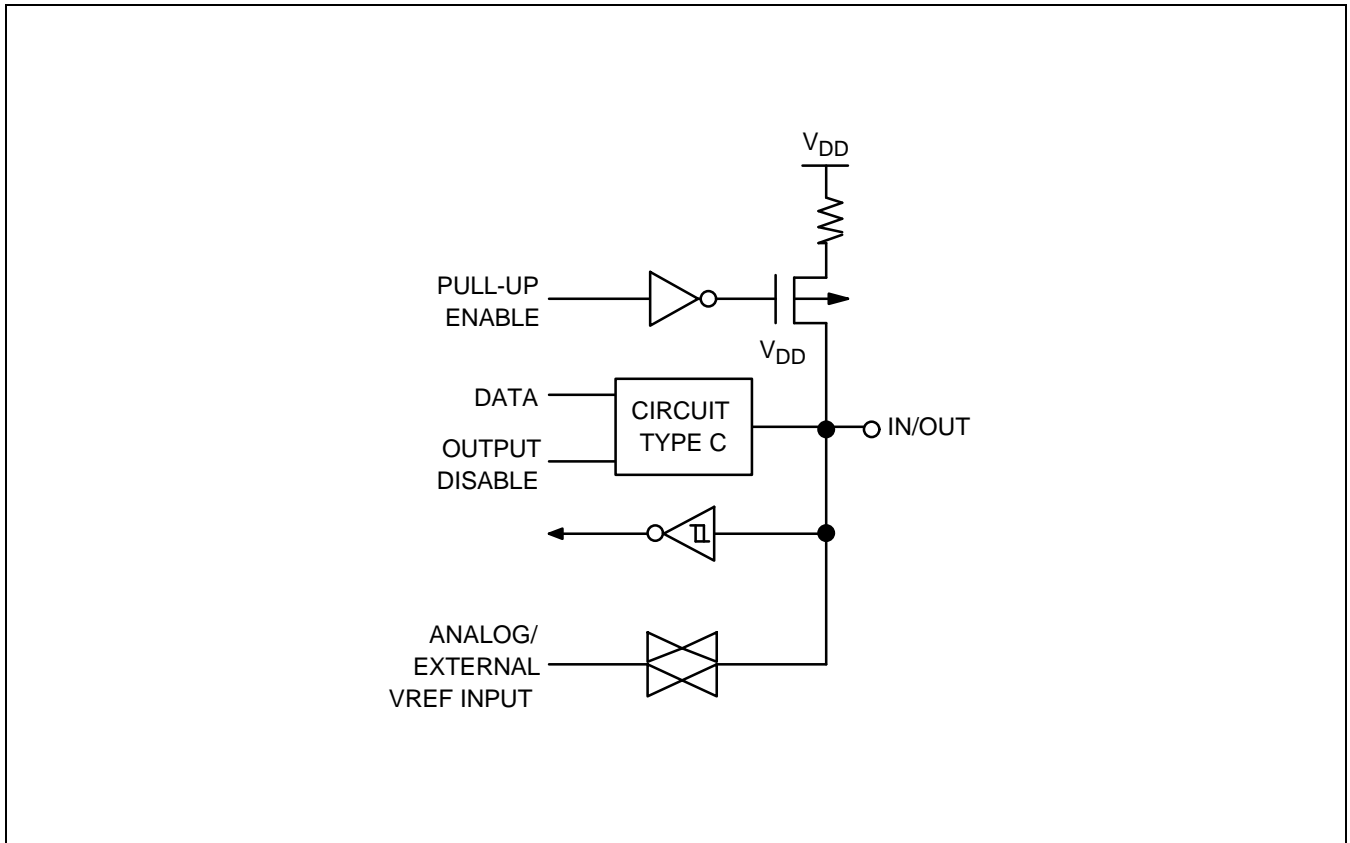 VDD
PULL-UP
ENABLE
VDD
DATA
CIRCUIT
TYPE C
IN/OUT
OUTPUT
DISABLE
ANALOG/
EXTERNAL
VREF INPUT